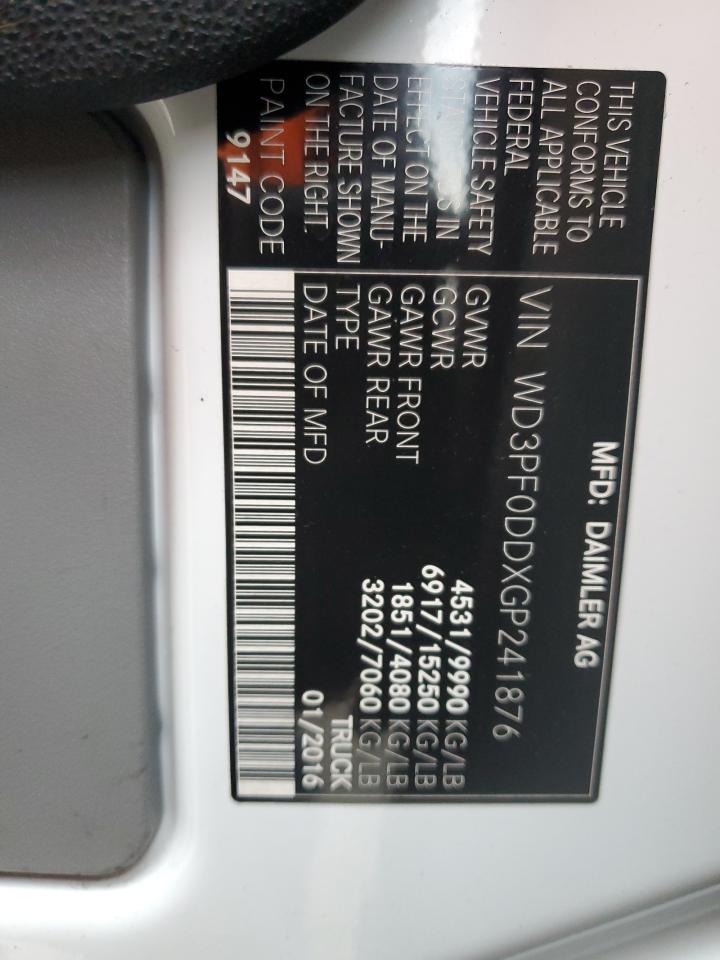 MFD: DAIMLER AG
THIS VEHICLE
CONFORMS TO
ALL APPLICABLE
FEDERAL
VEHICLE SAFETY
IN
EFFECT ON THE
DATE OF MANU-
FACTURE SHOWN
ON THE RIGHT.
PAINT CODE
9147
VIN WD3PF0DDXGP241876
GVWR 4531/9990 KG/LB
GCWR 6917/15250 KG/LB
GAWR FRONT 1851/4080 KG/LB
GAWR REAR 3202/7060 KG/LB
TYPE TRUCK
DATE OF MFD 01/2016